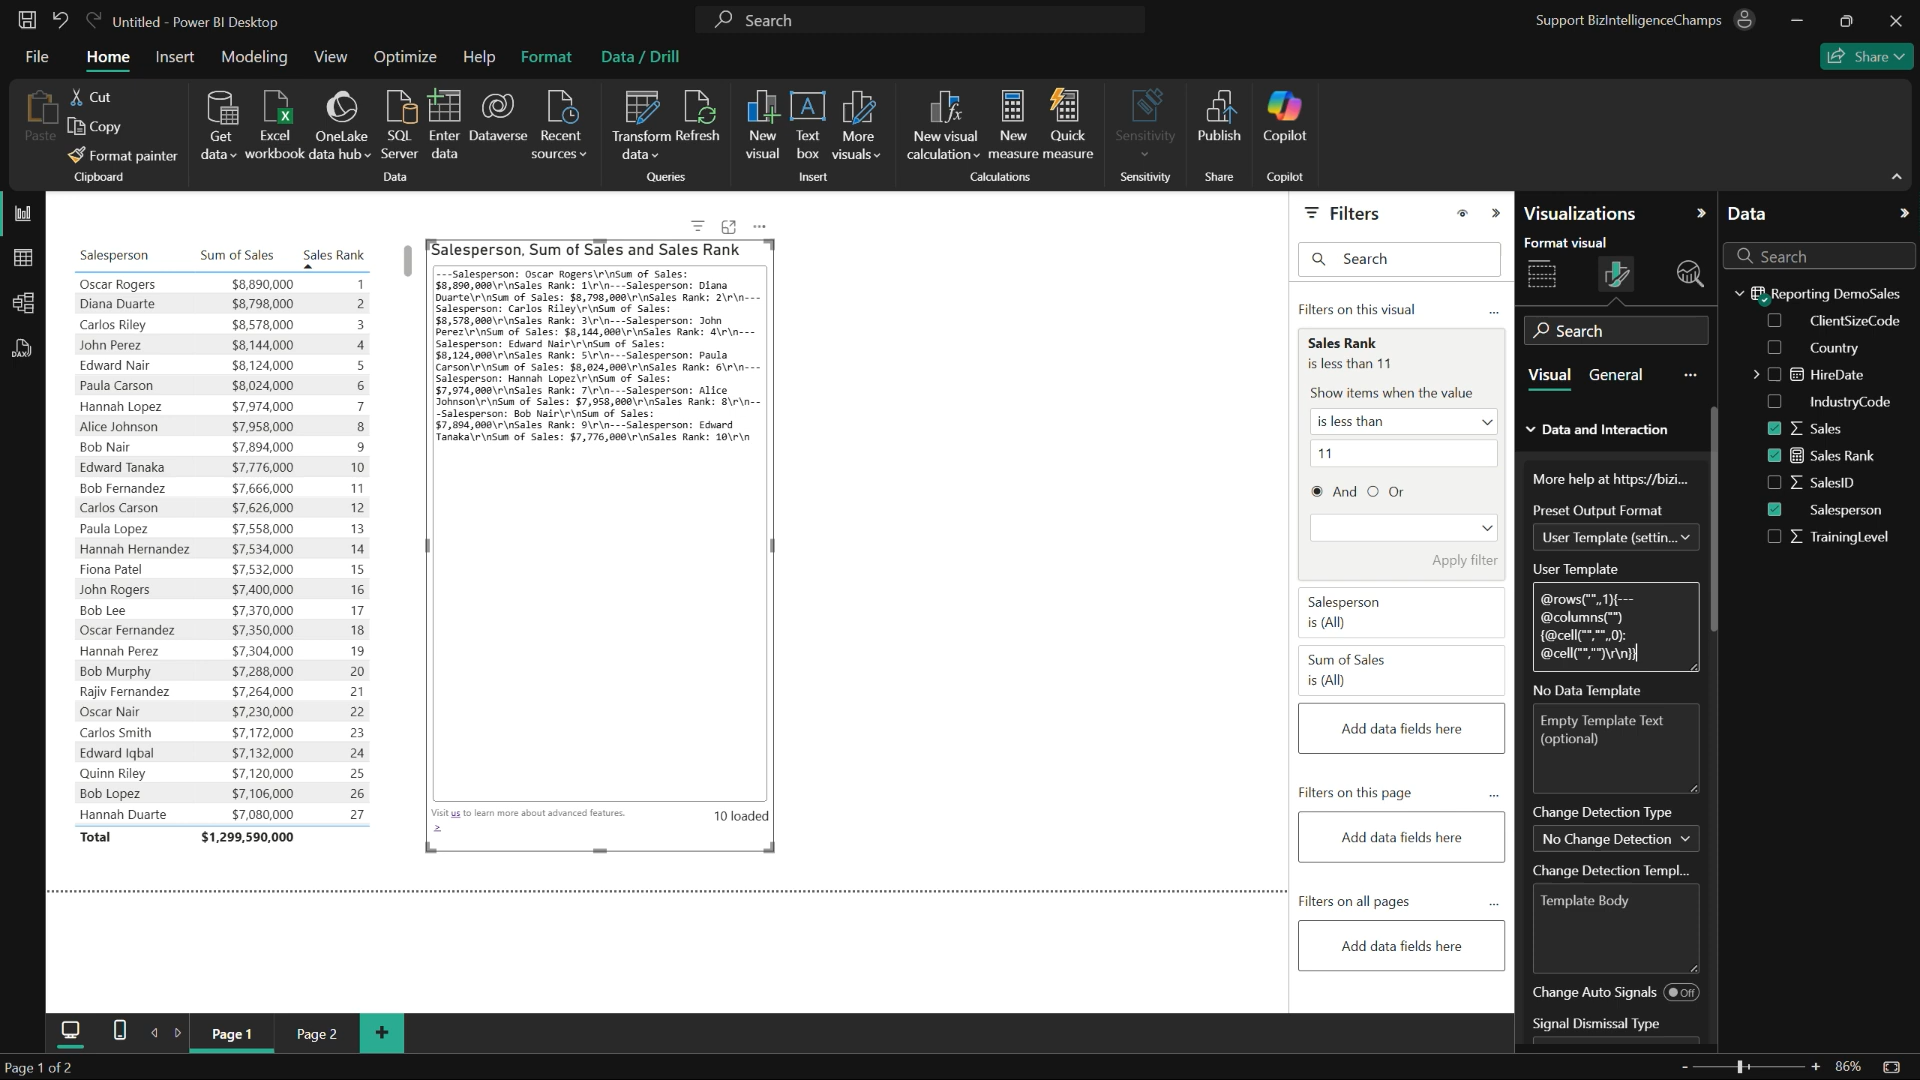 Untitled - Power BI Desktop
Search
Support BizIntelligenceChamps
File Home Insert Modeling View Optimize Help Format Data / Drill
Share
Paste
Cut
Copy
Format painter
Clipboard
Get data
Excel workbook
OneLake data hub
SQL Server
Enter data
Dataverse
Recent sources
Data
Transform data
Refresh
Queries
New visual
Text box
More visuals
Insert
New visual calculation
New measure
Quick measure
Calculations
Sensitivity
Sensitivity
Publish
Share
Copilot
Copilot
Salesperson Sum of Sales Sales Rank
Oscar Rogers $8,890,000 1
Diana Duarte $8,798,000 2
Carlos Riley $8,578,000 3
John Perez $8,144,000 4
Edward Nair $8,124,000 5
Paula Carson $8,024,000 6
Hannah Lopez $7,974,000 7
Alice Johnson $7,958,000 8
Bob Nair $7,894,000 9
Edward Tanaka $7,776,000 10
Bob Fernandez $7,666,000 11
Carlos Carson $7,626,000 12
Paula Lopez $7,558,000 13
Hannah Hernandez $7,534,000 14
Fiona Patel $7,532,000 15
John Rogers $7,400,000 16
Bob Lee $7,370,000 17
Oscar Fernandez $7,350,000 18
Hannah Perez $7,304,000 19
Bob Murphy $7,288,000 20
Rajiv Fernandez $7,264,000 21
Oscar Nair $7,230,000 22
Carlos Smith $7,172,000 23
Edward Iqbal $7,132,000 24
Quinn Riley $7,120,000 25
Bob Lopez $7,106,000 26
Hannah Duarte $7,080,000 27
Total $1,299,590,000
Salesperson, Sum of Sales and Sales Rank
---Salesperson: Oscar Rogers\r\nSum of Sales:
$8,890,000\r\nSales Rank: 1\r\n---Salesperson: Diana
Duarte\r\nSum of Sales: $8,798,000\r\nSales Rank: 2\r\n---
Salesperson: Carlos Riley\r\nSum of Sales:
$8,578,000\r\nSales Rank: 3\r\n---Salesperson: John
Perez\r\nSum of Sales: $8,144,000\r\nSales Rank: 4\r\n---
Salesperson: Edward Nair\r\nSum of Sales:
$8,124,000\r\nSales Rank: 5\r\n---Salesperson: Paula
Carson\r\nSum of Sales: $8,024,000\r\nSales Rank: 6\r\n---
Salesperson: Hannah Lopez\r\nSum of Sales:
$7,974,000\r\nSales Rank: 7\r\n---Salesperson: Alice
Johnson\r\nSum of Sales: $7,958,000\r\nSales Rank: 8\r\n--
-Salesperson: Bob Nair\r\nSum of Sales:
$7,894,000\r\nSales Rank: 9\r\n---Salesperson: Edward
Tanaka\r\nSum of Sales: $7,776,000\r\nSales Rank: 10\r\n
Visit us to learn more about advanced features.
>
10 loaded
Filters
Search
Filters on this visual ...
Sales Rank
is less than 11
Show items when the value
is less than
11
And Or
Apply filter
Salesperson
is (All)
Sum of Sales
is (All)
Add data fields here
Filters on this page ...
Add data fields here
Filters on all pages ...
Add data fields here
Visualizations
Format visual
Search
Visual General ...
Data and Interaction
More help at https://bizi...
Preset Output Format
User Template (settin...
User Template
@rows("",,1){---
@columns("")
{@cell("","",,0):
@cell("","")\r\n}}
No Data Template
Empty Template Text
(optional)
Change Detection Type
No Change Detection
Change Detection Templ...
Template Body
Change Auto Signals Off
Signal Dismissal Type
Data
Search
Reporting DemoSales
ClientSizeCode
Country
HireDate
IndustryCode
Sales
Sales Rank
SalesID
Salesperson
TrainingLevel
Page 1 Page 2 +
Page 1 of 2
- + 86%